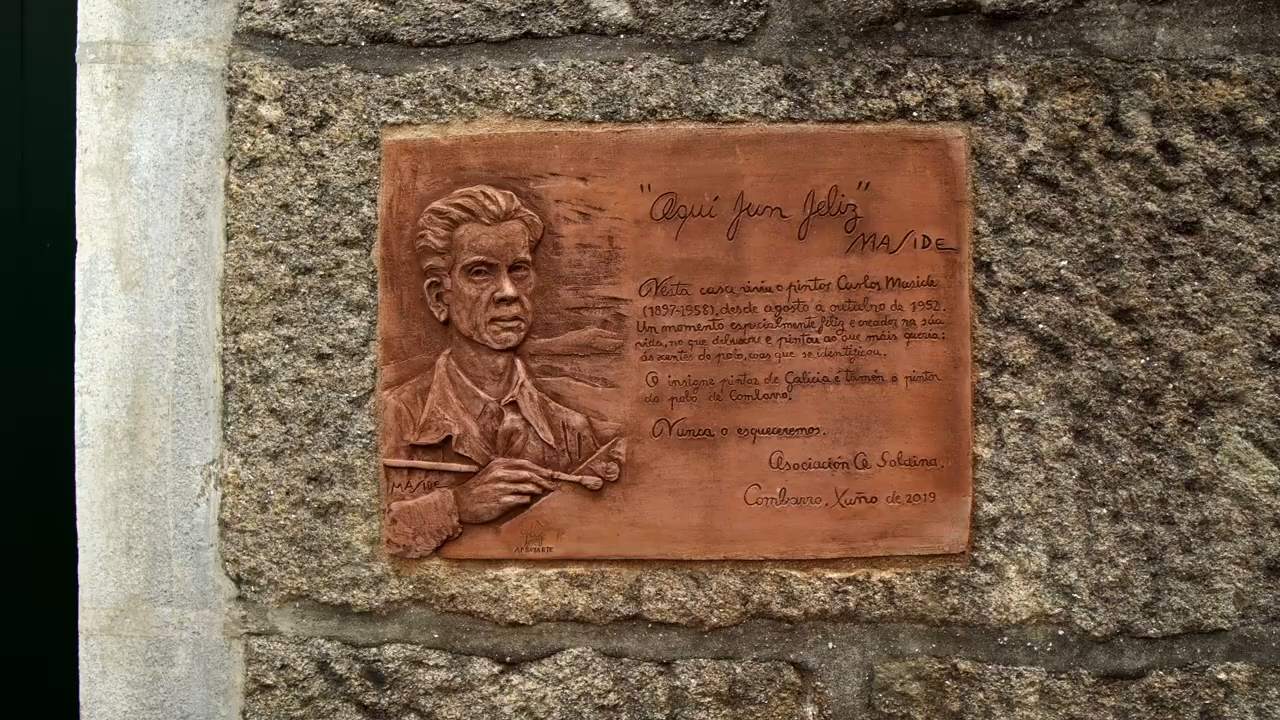 "Aquí fun feliz"
MASIDE
Nesta casa viviu o pintor Carlos Maside
(1897-1958), desde agosto a outubro de 1952.
Un momento especialmente feliz e creador na súa
vida, no que debuxou e pintou ao que máis quería:
ás xentes do pobo, coas que se identificou.
O insigne pintor de Galicia é tamén o pintor
do pobo de Combarro.
Nunca o esqueceremos.
Asociación A Solaina.
Combarro, Xuño de 2019
MASIDE